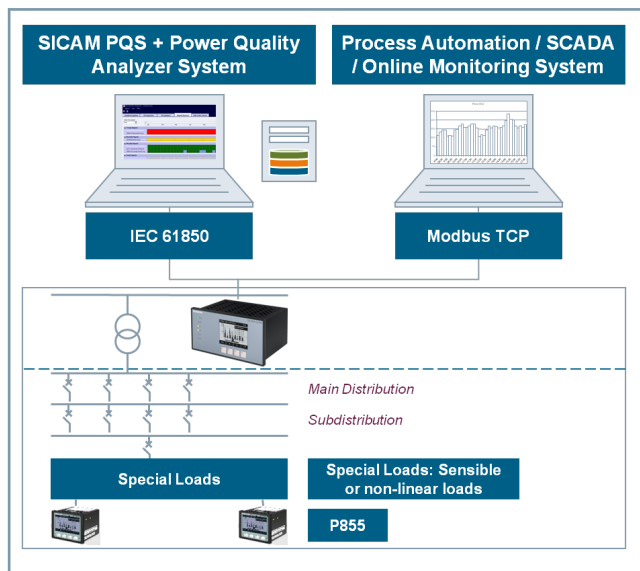 SICAM PQS + Power Quality
Analyzer System
Process Automation / SCADA
/ Online Monitoring System
IEC 61850
Modbus TCP
Main Distribution
Subdistribution
Special Loads
Special Loads: Sensible
or non-linear loads
P855